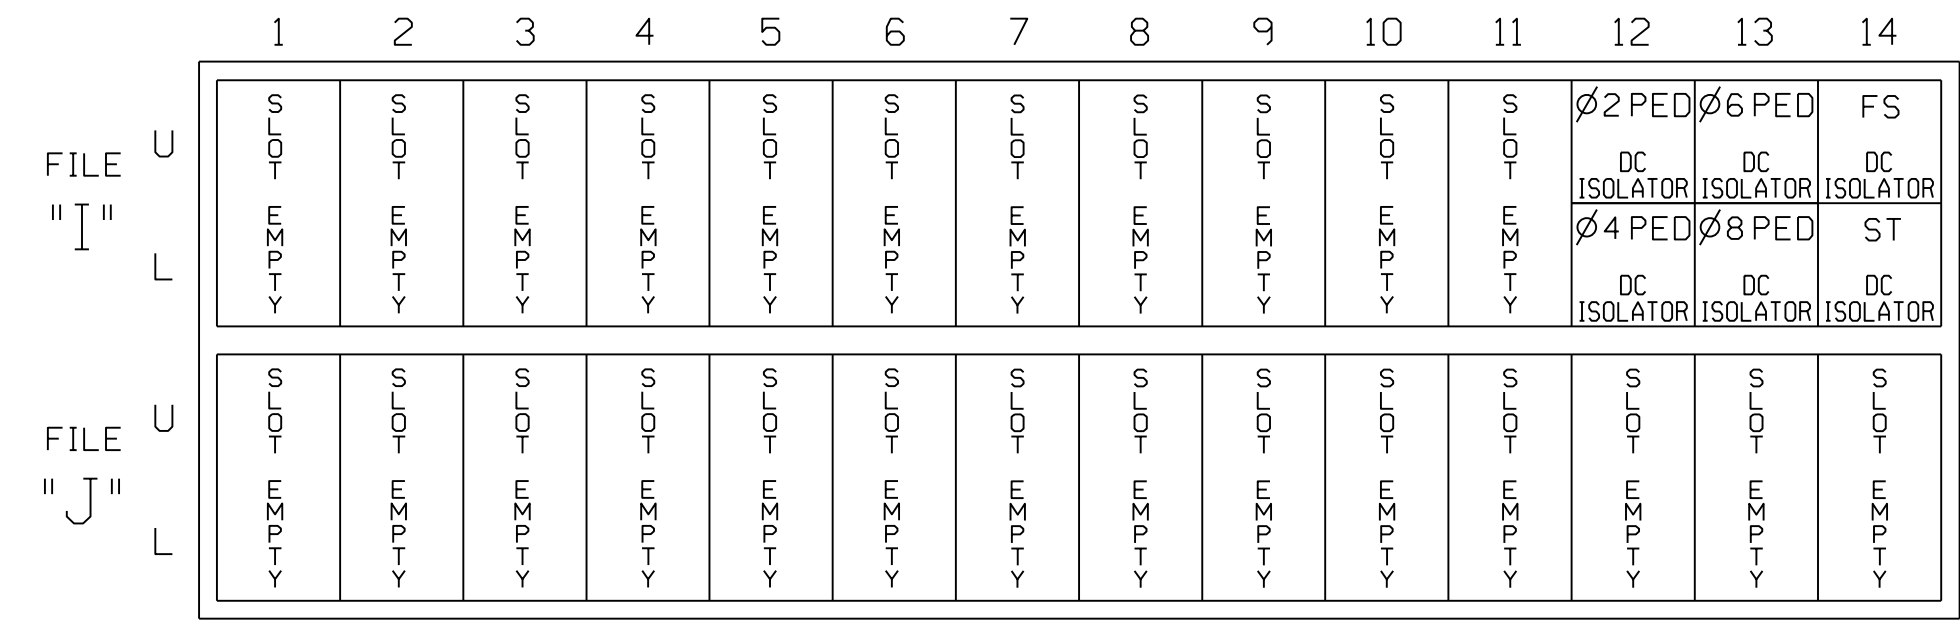 1 2 3 4 5 6 7 8 9 10 11 12 13 14
FILE "I"
U
L
SLOT EMPTY
SLOT EMPTY
SLOT EMPTY
SLOT EMPTY
SLOT EMPTY
SLOT EMPTY
SLOT EMPTY
SLOT EMPTY
SLOT EMPTY
SLOT EMPTY
SLOT EMPTY
Ø2 PED
DC
ISOLATOR
Ø4 PED
DC
ISOLATOR
Ø6 PED
DC
ISOLATOR
Ø8 PED
DC
ISOLATOR
FS
DC
ISOLATOR
ST
DC
ISOLATOR
FILE "J"
U
L
SLOT EMPTY
SLOT EMPTY
SLOT EMPTY
SLOT EMPTY
SLOT EMPTY
SLOT EMPTY
SLOT EMPTY
SLOT EMPTY
SLOT EMPTY
SLOT EMPTY
SLOT EMPTY
SLOT EMPTY
SLOT EMPTY
SLOT EMPTY